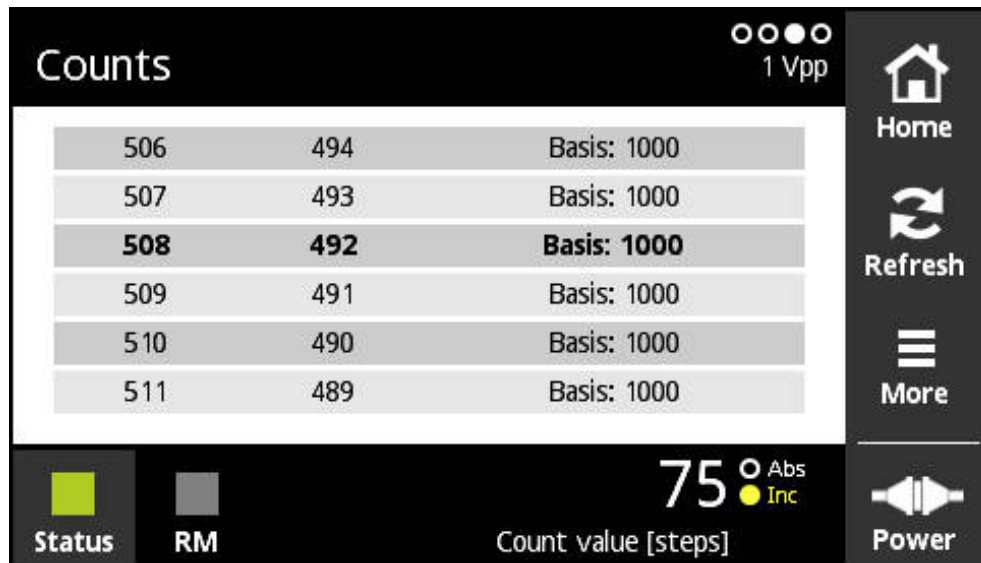 Counts
1 Vpp
506 494 Basis: 1000
507 493 Basis: 1000
508 492 Basis: 1000
509 491 Basis: 1000
510 490 Basis: 1000
511 489 Basis: 1000
Status
RM
75
Abs
Inc
Count value [steps]
Home
Refresh
More
Power